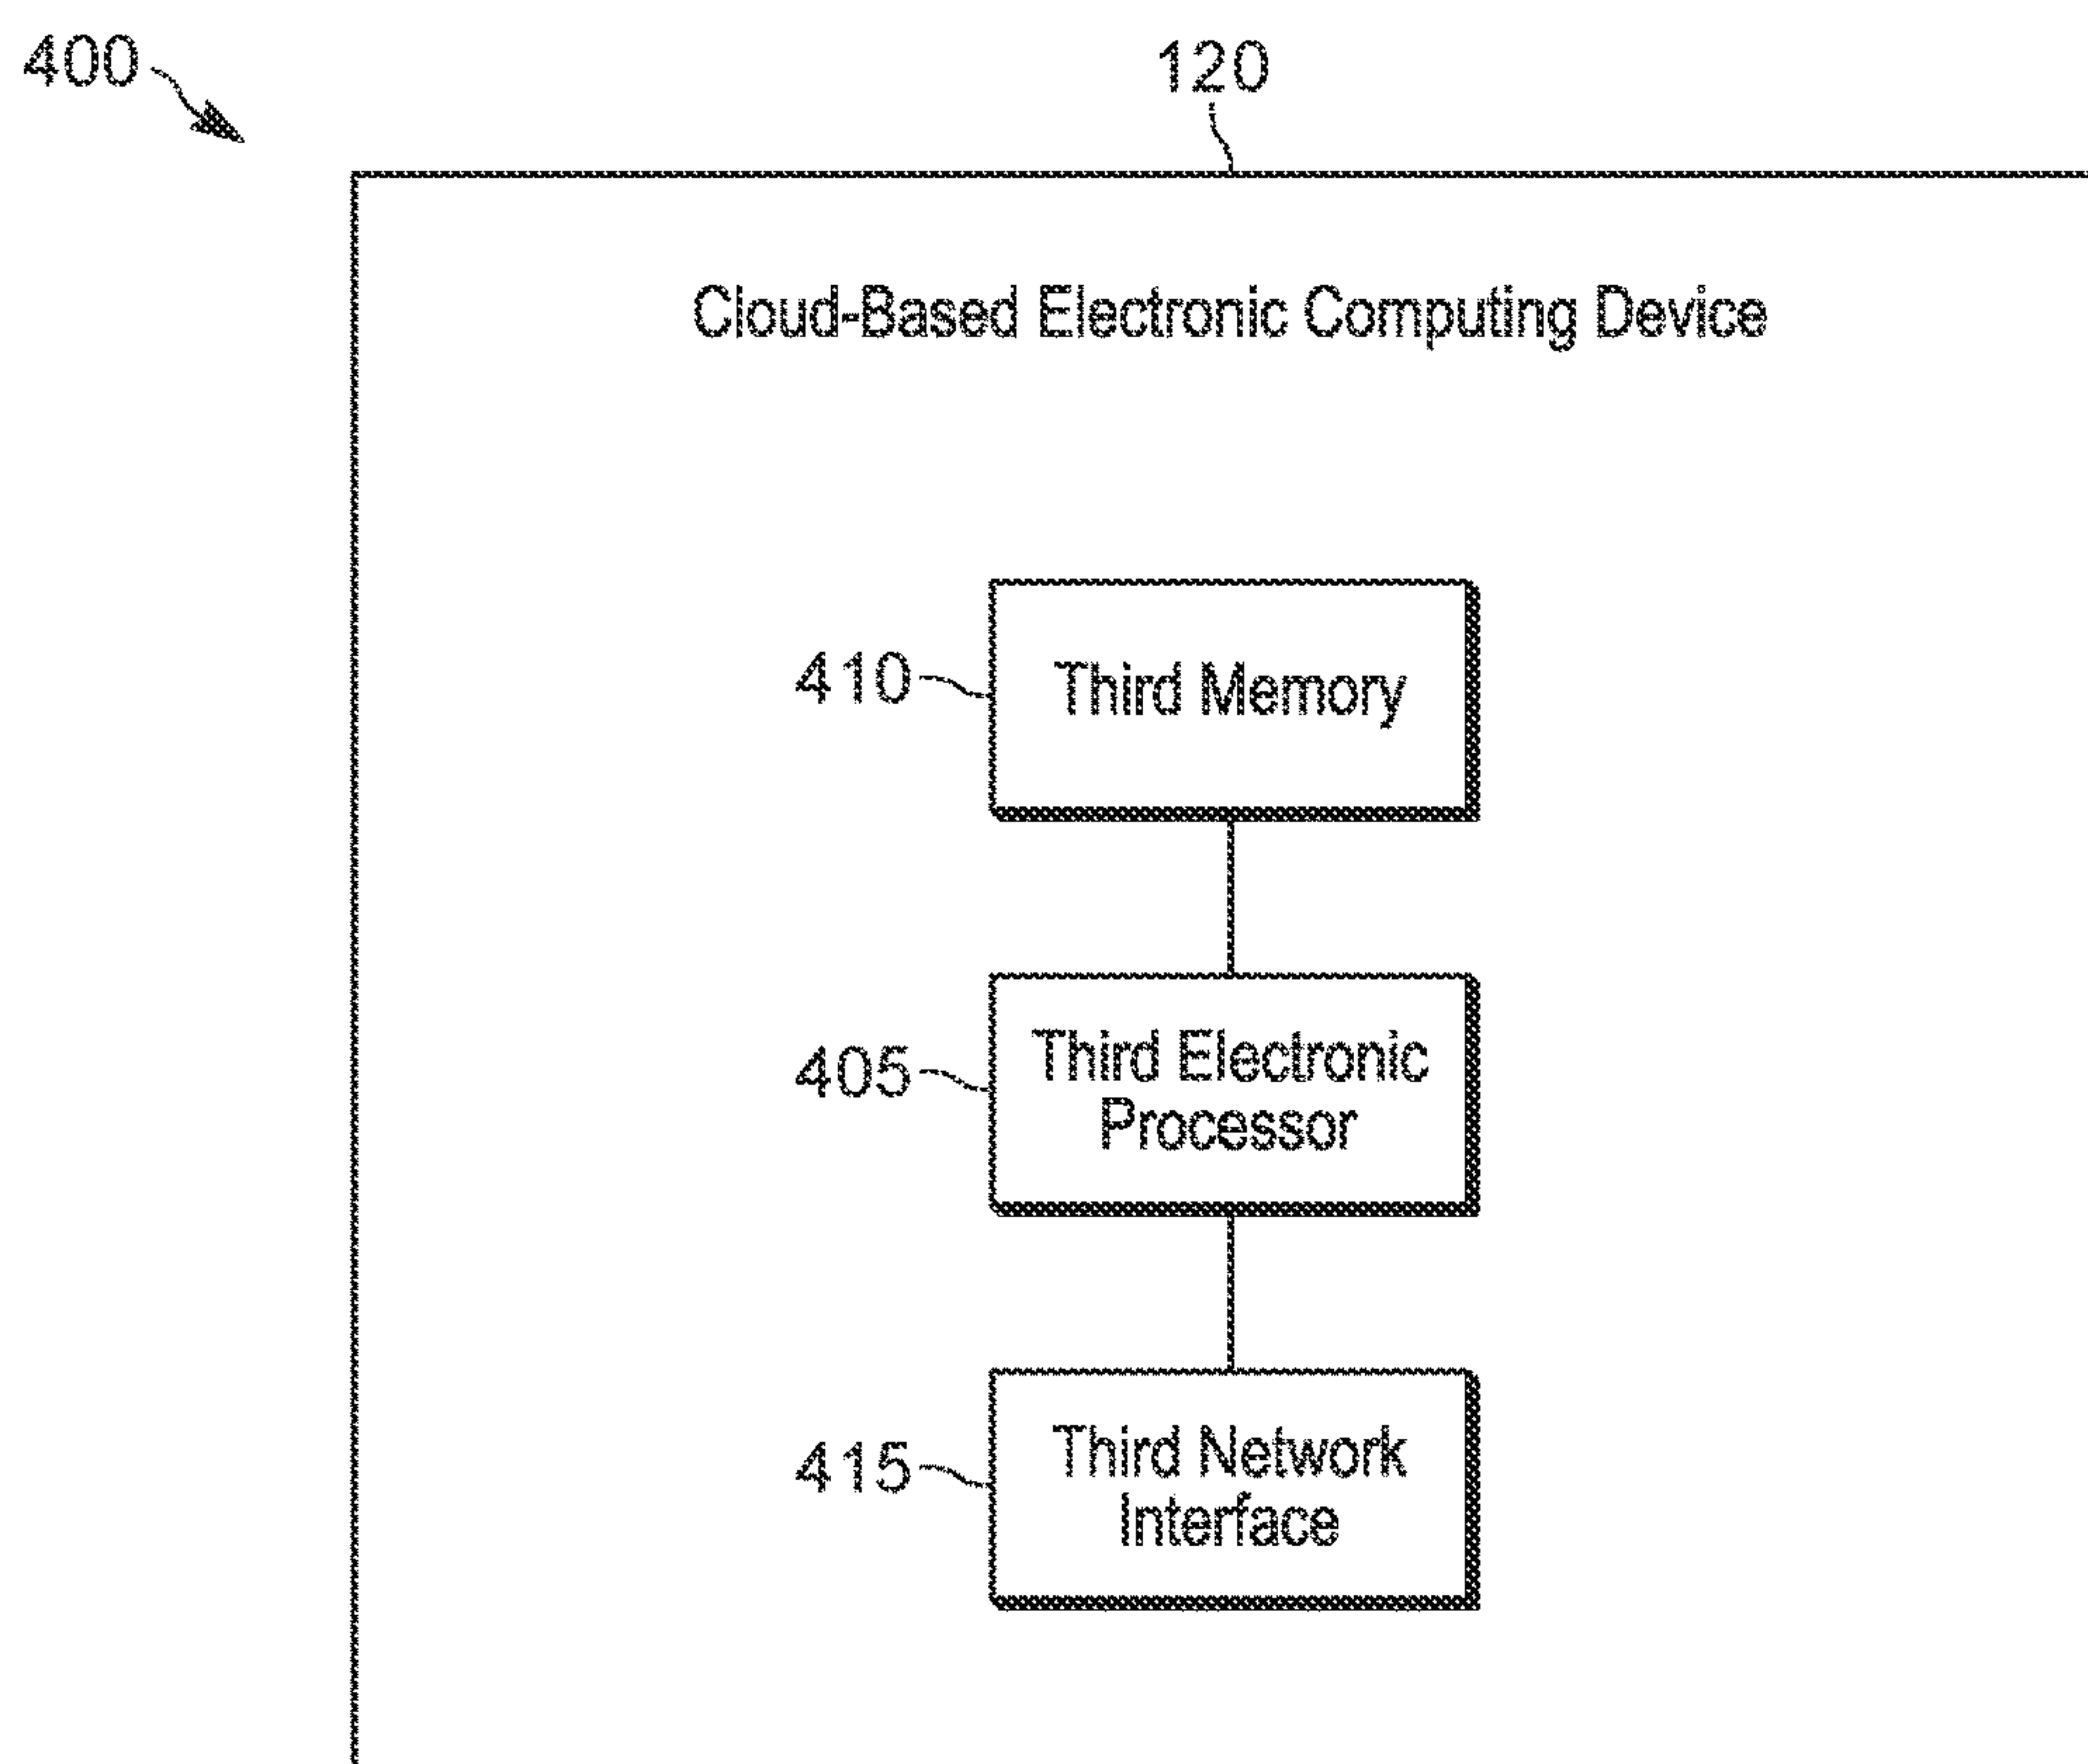 400
120
Cloud-Based Electronic Computing Device
410
Third Memory
405
Third Electronic
Processor
415
Third Network
Interface